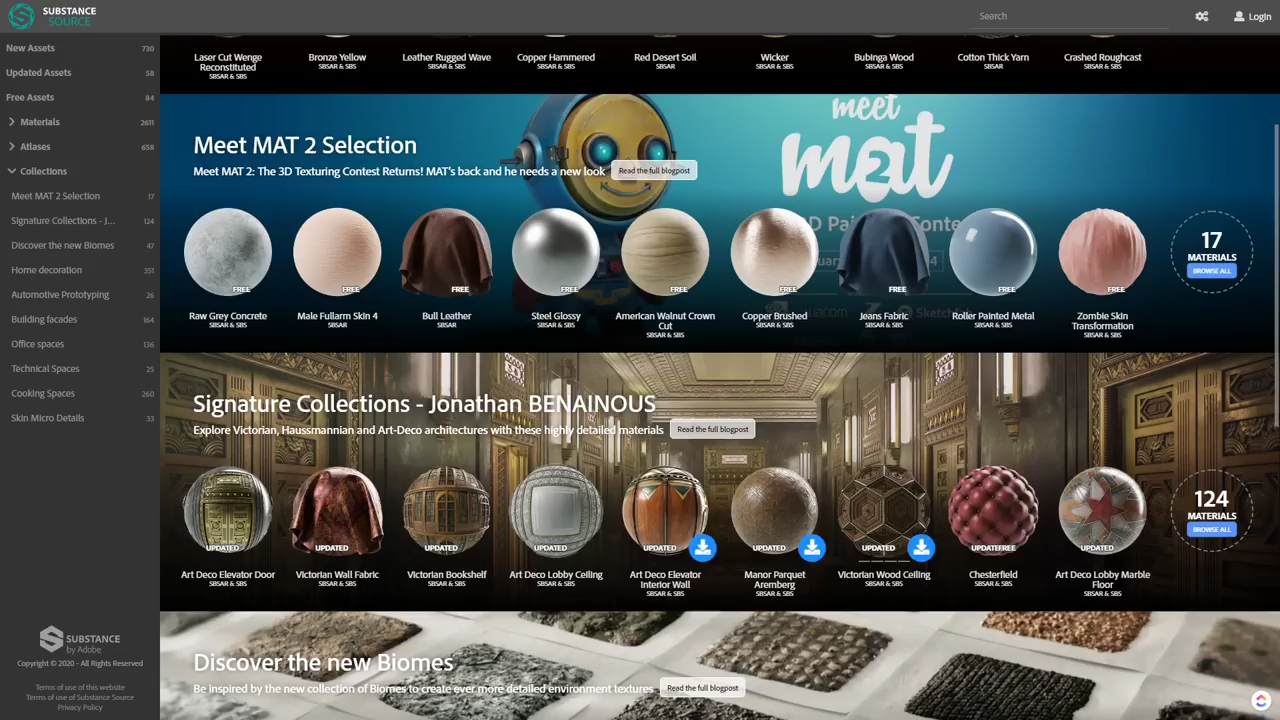 SUBSTANCE
SOURCE
Search
Login
New Assets 730
Updated Assets 58
Free Assets 84
Materials 2611
Atlases 658
Collections
Meet MAT 2 Selection 17
Signature Collections - J... 124
Discover the new Biomes 47
Home decoration 351
Automotive Prototyping 26
Building facades 164
Office spaces 136
Technical Spaces 25
Cooking Spaces 260
Skin Micro Details 33
SUBSTANCE
by Adobe
Copyright © 2020 - All Rights Reserved
Terms of use of this website
Terms of use of Substance Source
Privacy Policy
Laser Cut Wenge
Reconstituted
SBSAR & SBS
Bronze Yellow
SBSAR & SBS
Leather Rugged Wave
SBSAR & SBS
Copper Hammered
SBSAR & SBS
Red Desert Soil
SBSAR
Wicker
SBSAR & SBS
Bubinga Wood
SBSAR & SBS
Cotton Thick Yarn
SBSAR
Crashed Roughcast
SBSAR & SBS
meet
mat
2
Meet MAT 2 Selection
Meet MAT 2: The 3D Texturing Contest Returns! MAT's back and he needs a new look
Read the full blogpost
FREE
Raw Grey Concrete
SBSAR & SBS
FREE
Male Fullarm Skin 4
SBSAR
FREE
Bull Leather
SBSAR & SBS
FREE
Steel Glossy
SBSAR & SBS
FREE
American Walnut Crown
Cut
SBSAR & SBS
FREE
Copper Brushed
SBSAR & SBS
FREE
Jeans Fabric
SBSAR & SBS
FREE
Roller Painted Metal
SBSAR & SBS
FREE
Zombie Skin
Transformation
SBSAR & SBS
17
MATERIALS
BROWSE ALL
Signature Collections - Jonathan BENAINOUS
Explore Victorian, Haussmannian and Art-Deco architectures with these highly detailed materials
Read the full blogpost
UPDATED
Art Deco Elevator Door
SBSAR & SBS
UPDATED
Victorian Wall Fabric
SBSAR & SBS
UPDATED
Victorian Bookshelf
SBSAR & SBS
UPDATED
Art Deco Lobby Ceiling
SBSAR & SBS
UPDATED
Art Deco Elevator
Interior Wall
SBSAR & SBS
UPDATED
Manor Parquet
Aremberg
SBSAR & SBS
UPDATED
Victorian Wood Ceiling
SBSAR & SBS
UPDATEFREE
Chesterfield
SBSAR & SBS
UPDATED
Art Deco Lobby Marble
Floor
SBSAR & SBS
124
MATERIALS
BROWSE ALL
Discover the new Biomes
Be inspired by the new collection of Biomes to create ever more detailed environment textures
Read the full blogpost